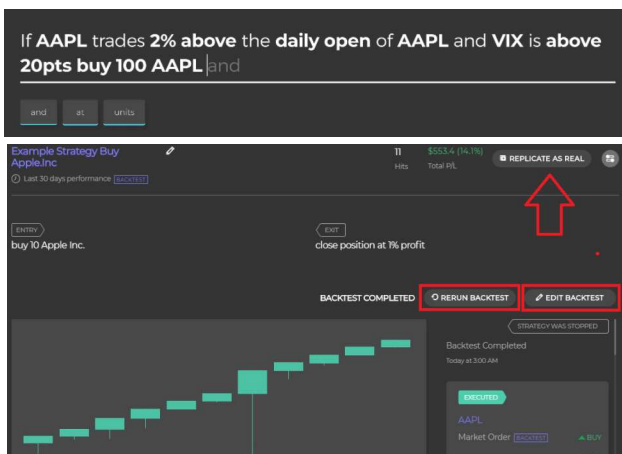 If AAPL trades 2% above the daily open of AAPL and VIX is above
20pts buy 100 AAPL and
and at units
Example Strategy Buy
Apple.Inc
11
Hits
$553.4 (14.1%)
Total P/L
REPLICATE AS REAL
Last 30 days performance BACKTEST
ENTRY
buy 10 Apple Inc.
EXIT
close position at 1% profit
BACKTEST COMPLETED
RERUN BACKTEST
EDIT BACKTEST
STRATEGY WAS STOPPED
Backtest Completed
Today at 3:00 AM
EXECUTED
AAPL
Market Order BACKTEST
BUY